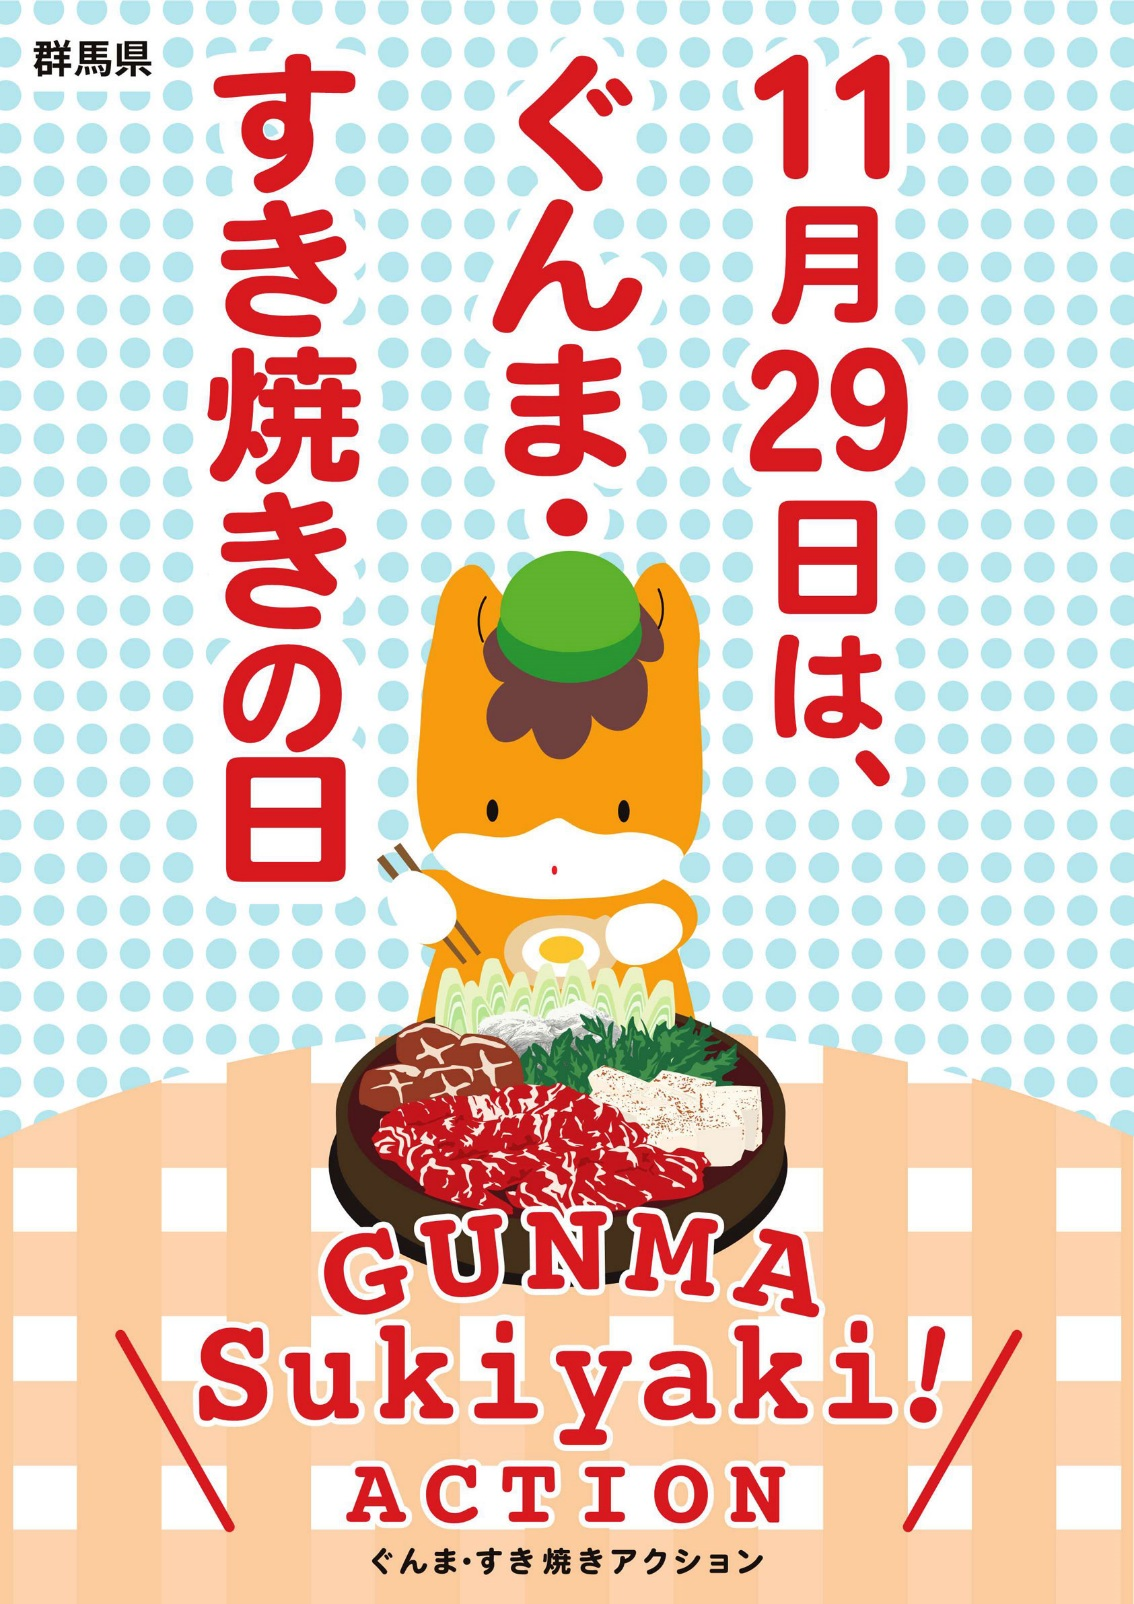 群馬県
11月29日は、
ぐんま・
すき焼きの日
GUNMA
Sukiyaki!
ACTION
ぐんま・すき焼きアクション